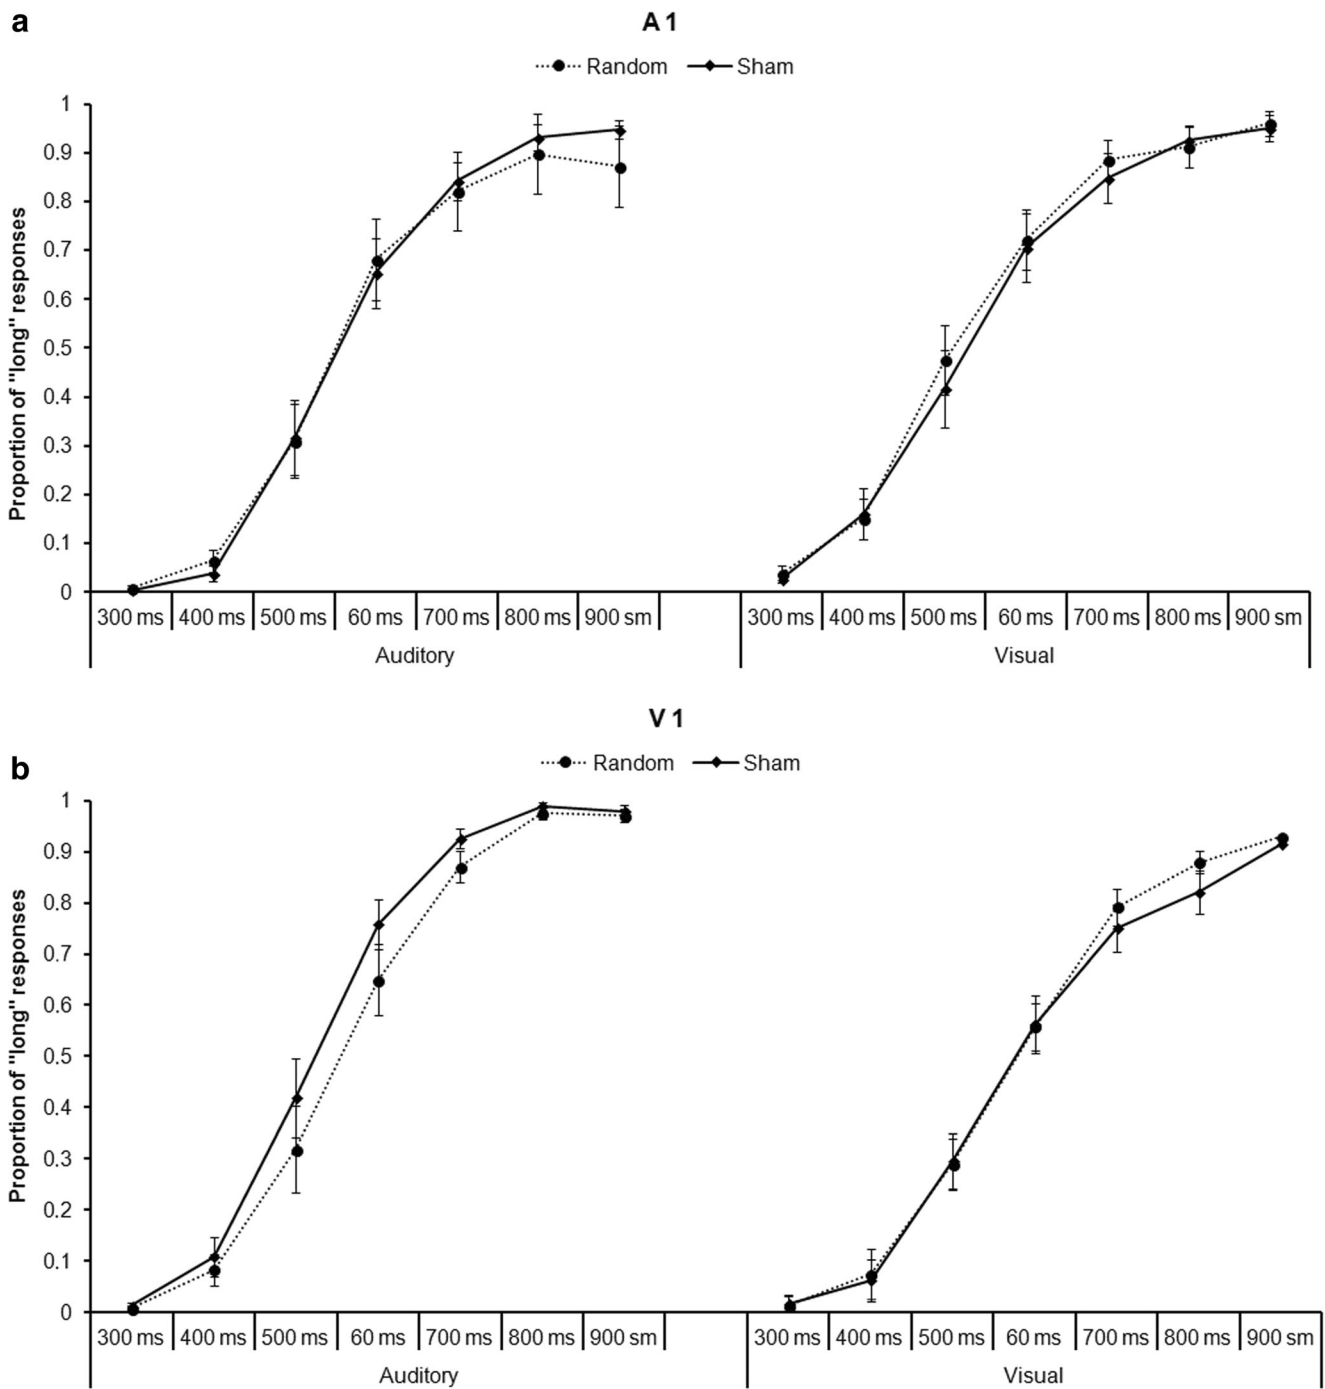 a
A 1
Random Sham
Proportion of "long" responses
1
0.9
0.8
0.7
0.6
0.5
0.4
0.3
0.2
0.1
0
300 ms 400 ms 500 ms 60 ms 700 ms 800 ms 900 sm 300 ms 400 ms 500 ms 60 ms 700 ms 800 ms 900 sm
Auditory Visual
V 1
b
Random Sham
Proportion of "long" responses
1
0.9
0.8
0.7
0.6
0.5
0.4
0.3
0.2
0.1
0
300 ms 400 ms 500 ms 60 ms 700 ms 800 ms 900 sm 300 ms 400 ms 500 ms 60 ms 700 ms 800 ms 900 sm
Auditory Visual